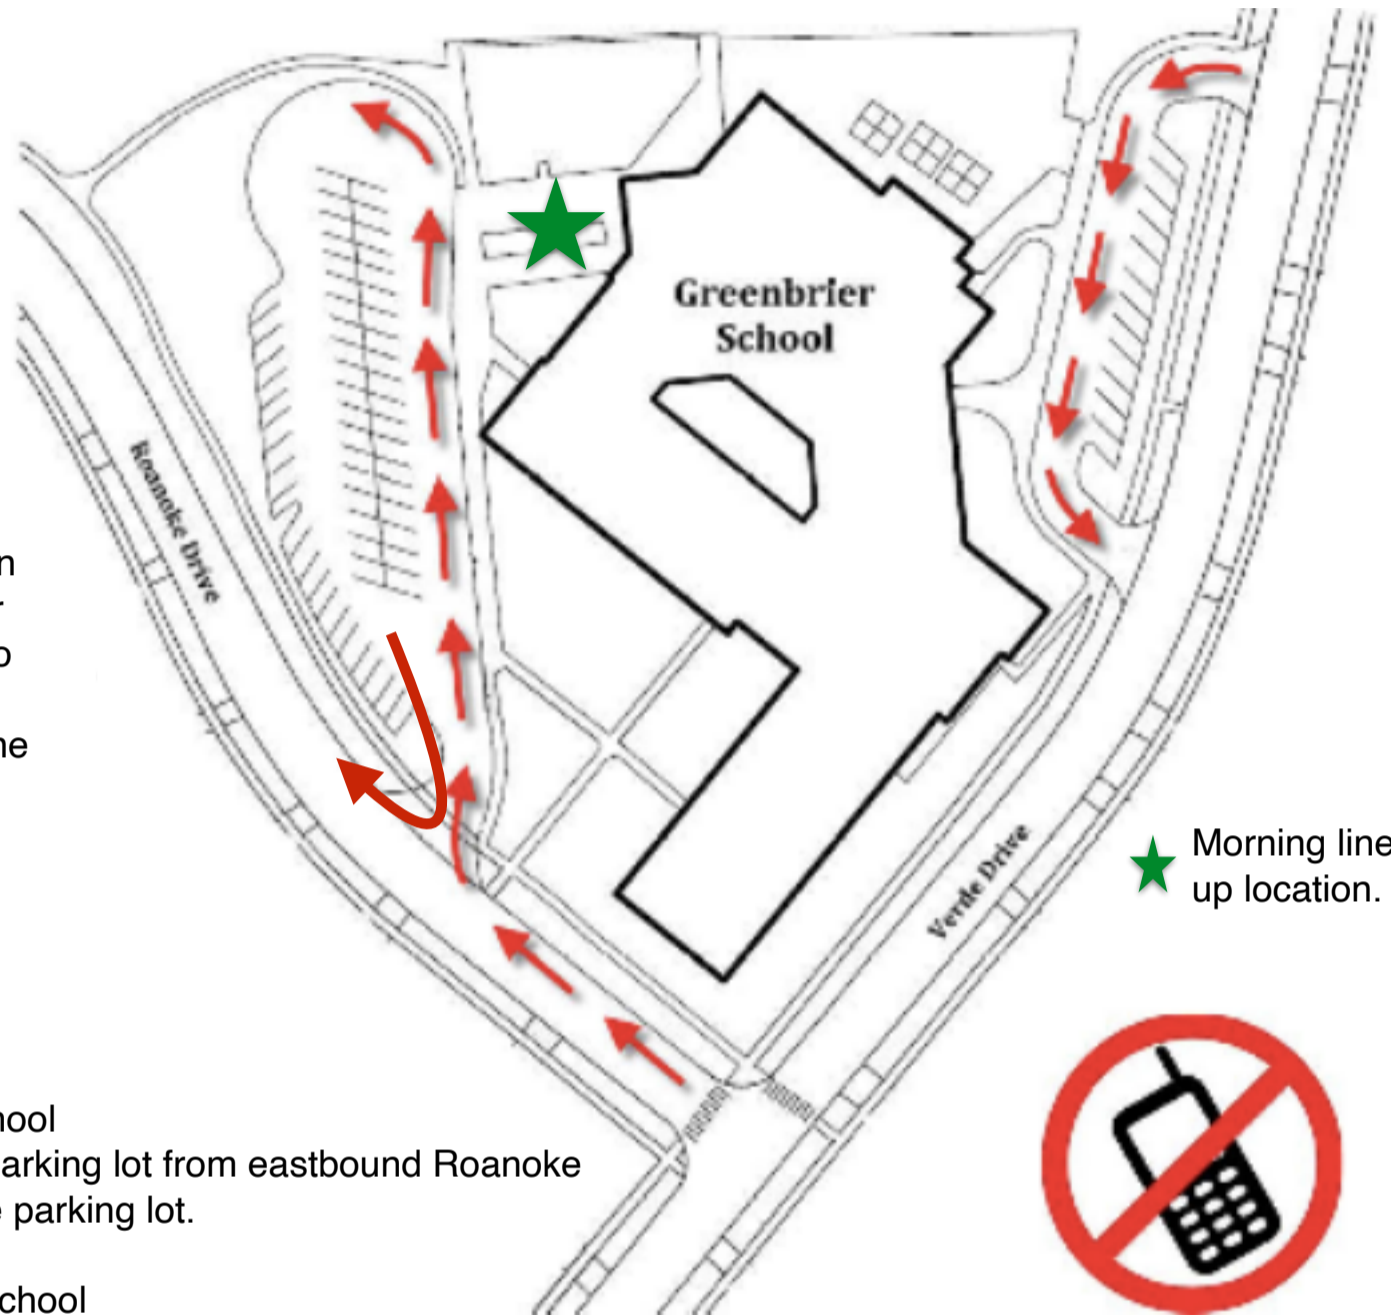 Greenbrier
School
Roanoke Drive
n
r
o
ne
Verde Drive
Morning line
up location.
hool
arking lot from eastbound Roanoke
e parking lot.
chool